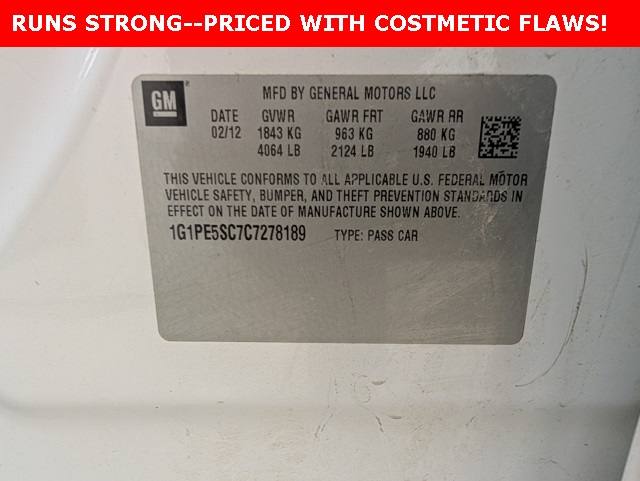 RUNS STRONG--PRICED WITH COSTMETIC FLAWS!
GM
MFD BY GENERAL MOTORS LLC
DATE GVWR GAWR FRT GAWR RR
02/12 1843 KG 963 KG 880 KG
4064 LB 2124 LB 1940 LB
THIS VEHICLE CONFORMS TO ALL APPLICABLE U.S. FEDERAL MOTOR
VEHICLE SAFETY, BUMPER, AND THEFT PREVENTION STANDARDS IN
EFFECT ON THE DATE OF MANUFACTURE SHOWN ABOVE.
1G1PE5SC7C7278189 TYPE: PASS CAR